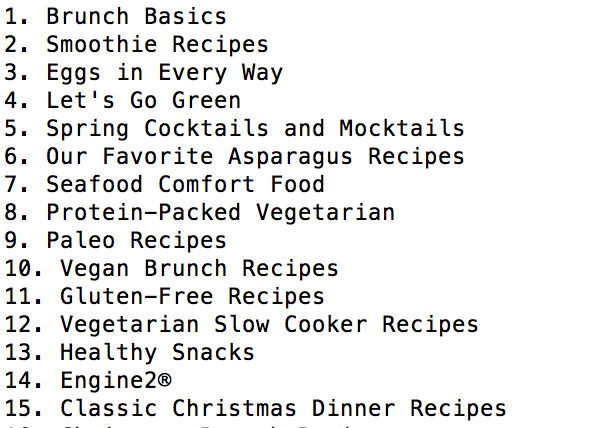 1. Brunch Basics
2. Smoothie Recipes
3. Eggs in Every Way
4. Let's Go Green
5. Spring Cocktails and Mocktails
6. Our Favorite Asparagus Recipes
7. Seafood Comfort Food
8. Protein-Packed Vegetarian
9. Paleo Recipes
10. Vegan Brunch Recipes
11. Gluten-Free Recipes
12. Vegetarian Slow Cooker Recipes
13. Healthy Snacks
14. Engine2®
15. Classic Christmas Dinner Recipes